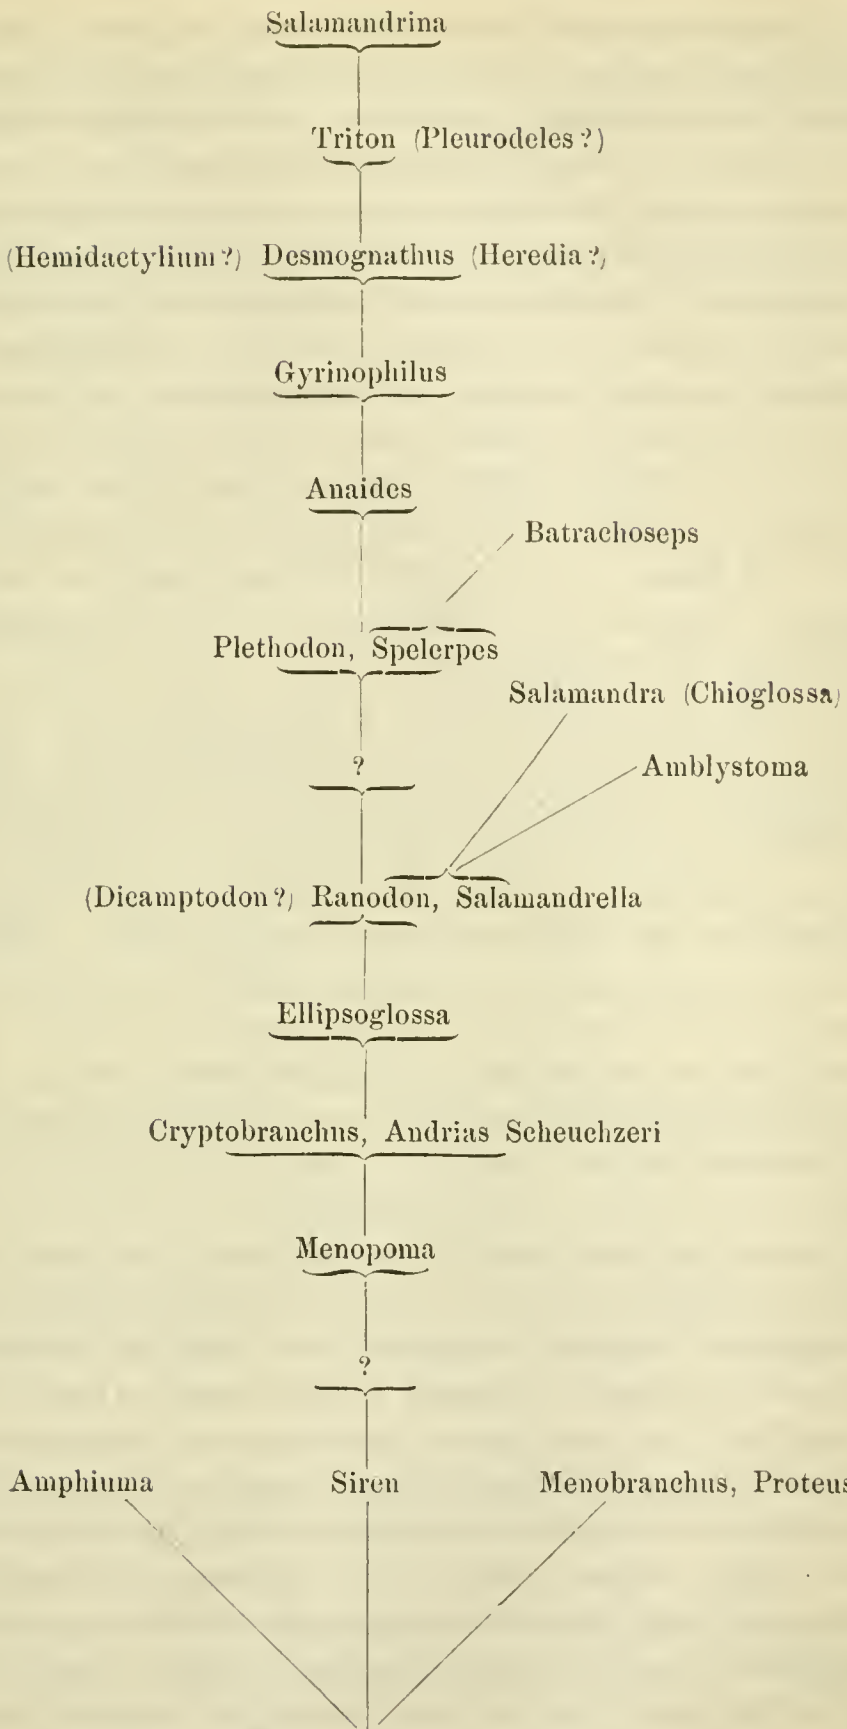 Salamandrina
Triton (Pleurodeles?)
(Hemidactylium?) Desmognathus (Heredia?)
Gyrinophilus
Anaides
Batrachoseps
Plethodon, Spelerpes
Salamandra (Chioglossa)
?
Amblystoma
(Dicamptodon?) Ranodon, Salamandrella
Ellipsoglossa
Cryptobranchus, Andrias Scheuchzeri
Menopoma
?
Amphiuma Siren Menobranchus, Proteus